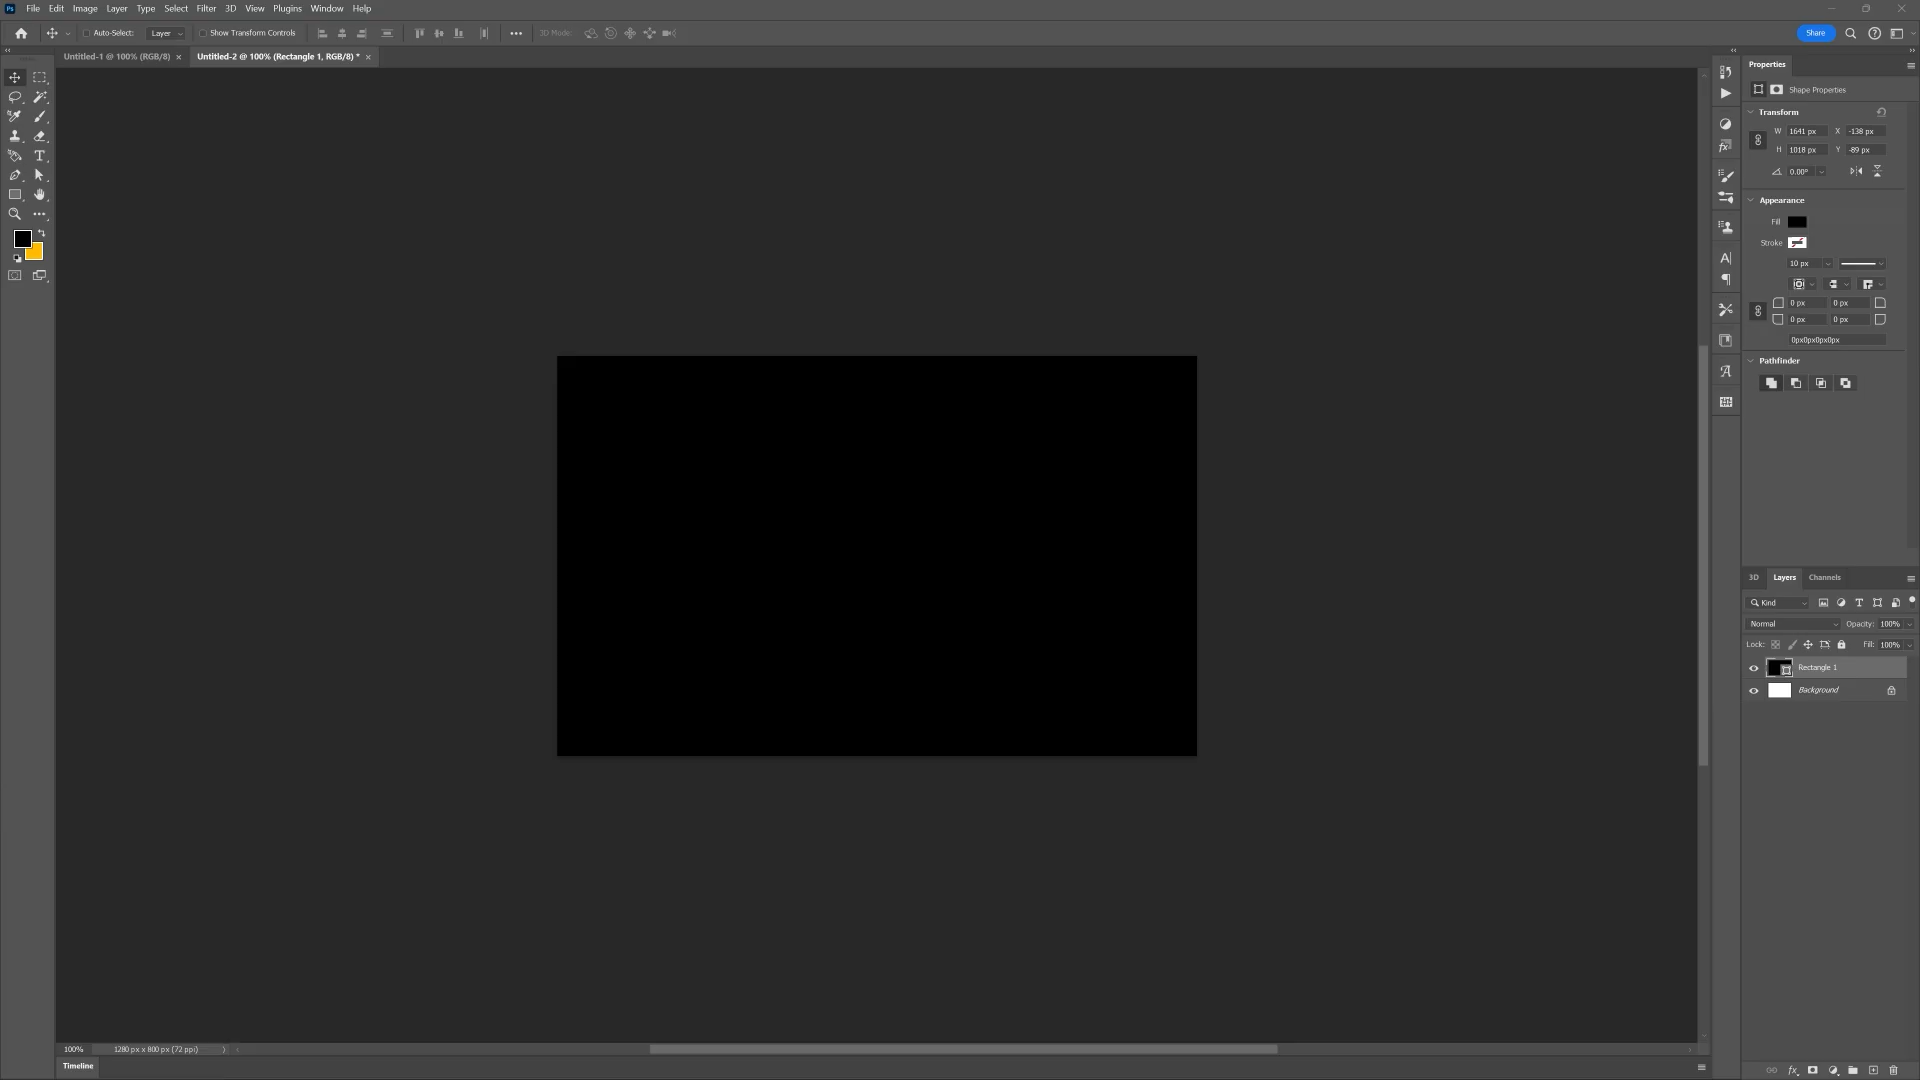 Ps File Edit Image Layer Type Select Filter 3D View Plugins Window Help
Auto-Select: Layer Show Transform Controls 3D Mode: Share
Untitled-1 @ 100% (RGB/8) × Untitled-2 @ 100% (Rectangle 1, RGB/8) * ×
Properties
Shape Properties
Transform
W 1641 px X -138 px
H 1018 px Y -89 px
0.00°
Appearance
Fill
Stroke
10 px
0 px 0 px
0 px 0 px
0px0px0px0px
Pathfinder
3D Layers Channels
Kind
Normal Opacity: 100%
Lock: Fill: 100%
Rectangle 1
Background
100% 1280 px x 800 px (72 ppi)
Timeline